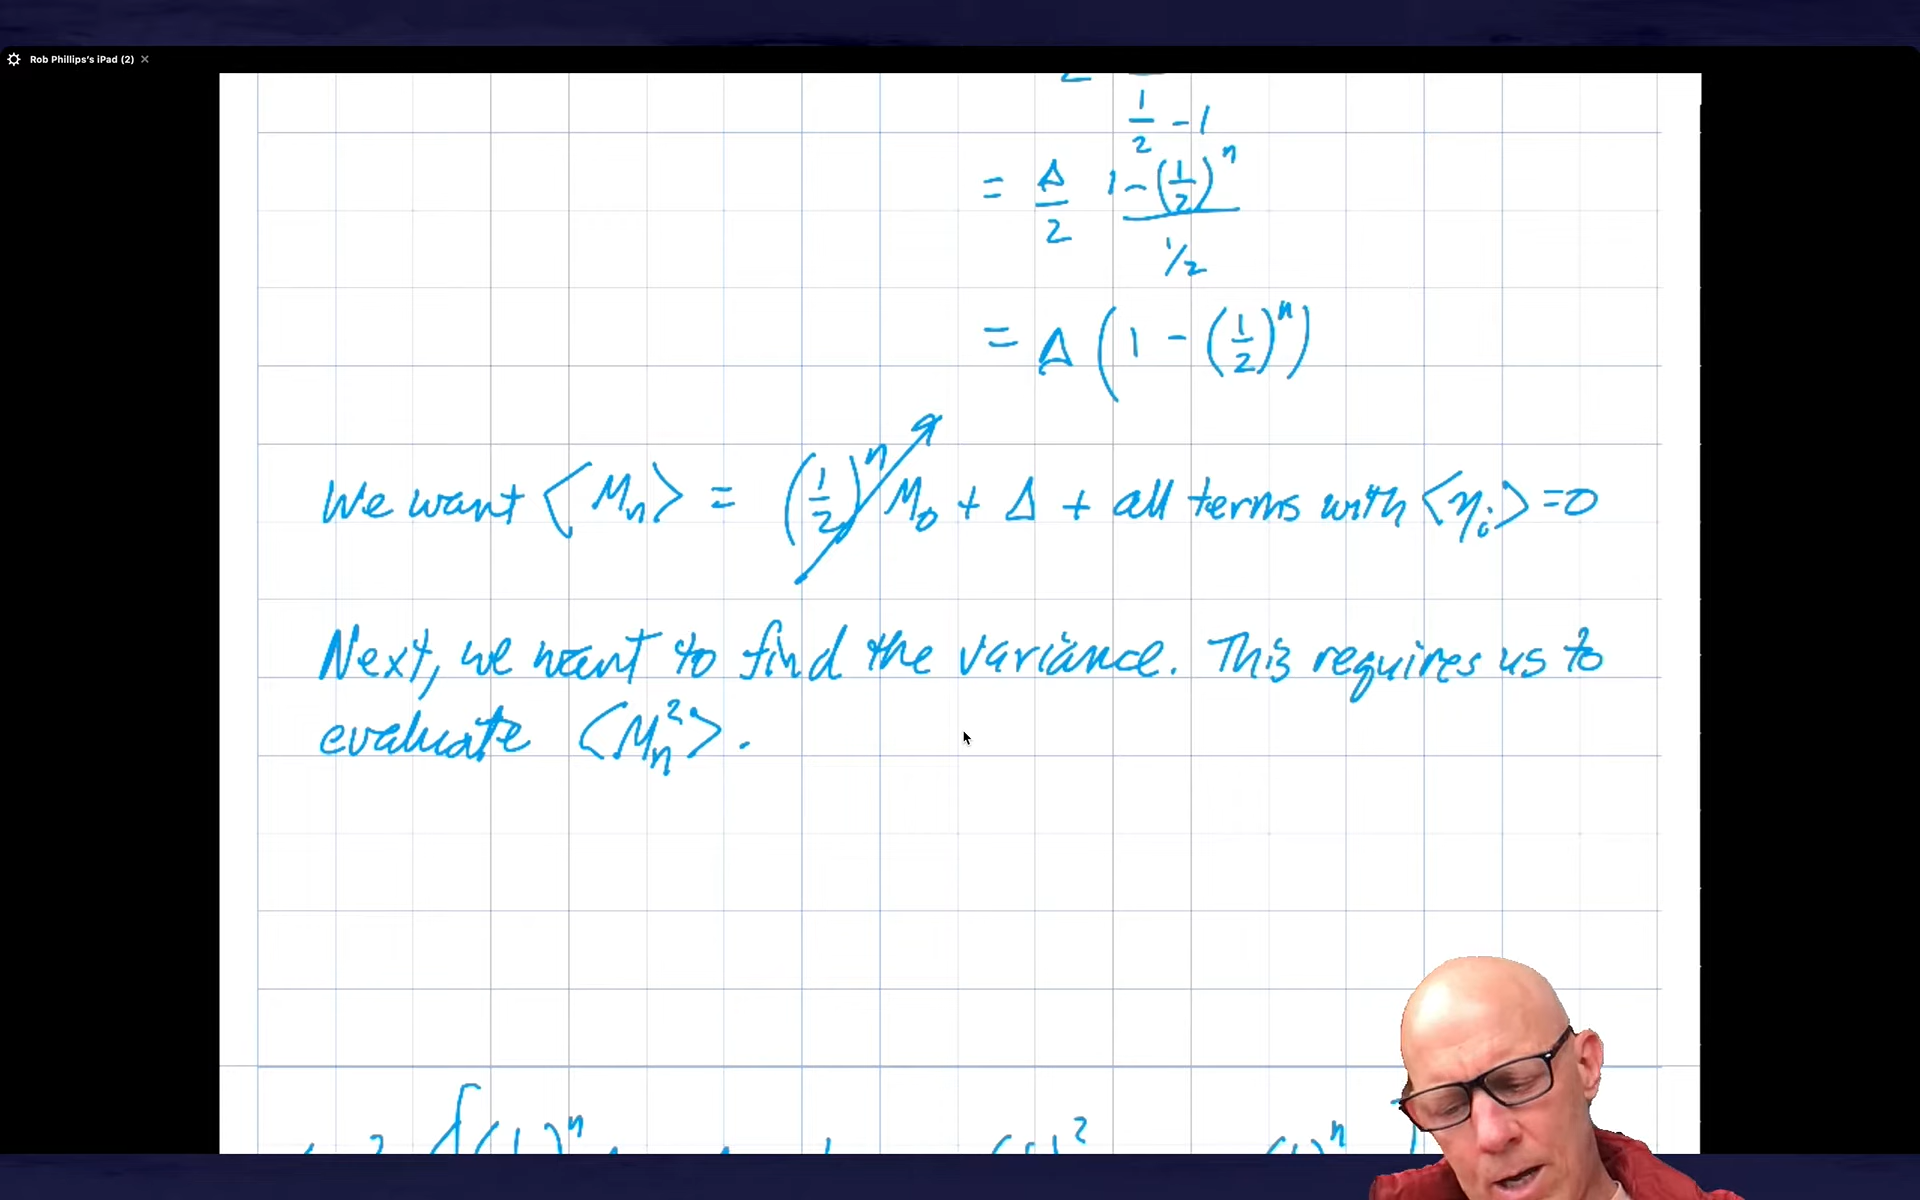 Rob Phillips's iPad (2)
1/2 - 1
= Δ/2 (1 - (1/2)^n)/(1/2)
= Δ (1 - (1/2)^n)
We want ⟨M_n⟩ = (1/2)^n M_0 + Δ + all terms with ⟨η_i⟩ = 0
Next, we want to find the variance. This requires us to
evaluate ⟨M_n^2⟩.